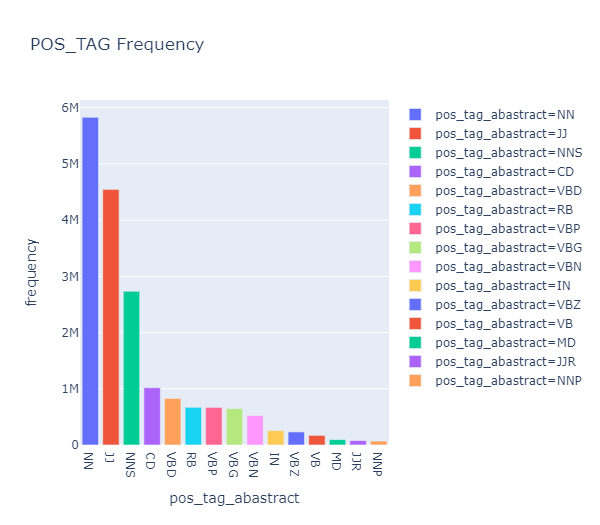 POS_TAG Frequency
6M
5M
4M
3M
2M
1M
0
frequency
NN
JJ
NNS
CD
VBD
RB
VBP
VBG
VBN
IN
VBZ
VB
MD
JJR
NNP
pos_tag_abastract
pos_tag_abastract=NN
pos_tag_abastract=JJ
pos_tag_abastract=NNS
pos_tag_abastract=CD
pos_tag_abastract=VBD
pos_tag_abastract=RB
pos_tag_abastract=VBP
pos_tag_abastract=VBG
pos_tag_abastract=VBN
pos_tag_abastract=IN
pos_tag_abastract=VBZ
pos_tag_abastract=VB
pos_tag_abastract=MD
pos_tag_abastract=JJR
pos_tag_abastract=NNP